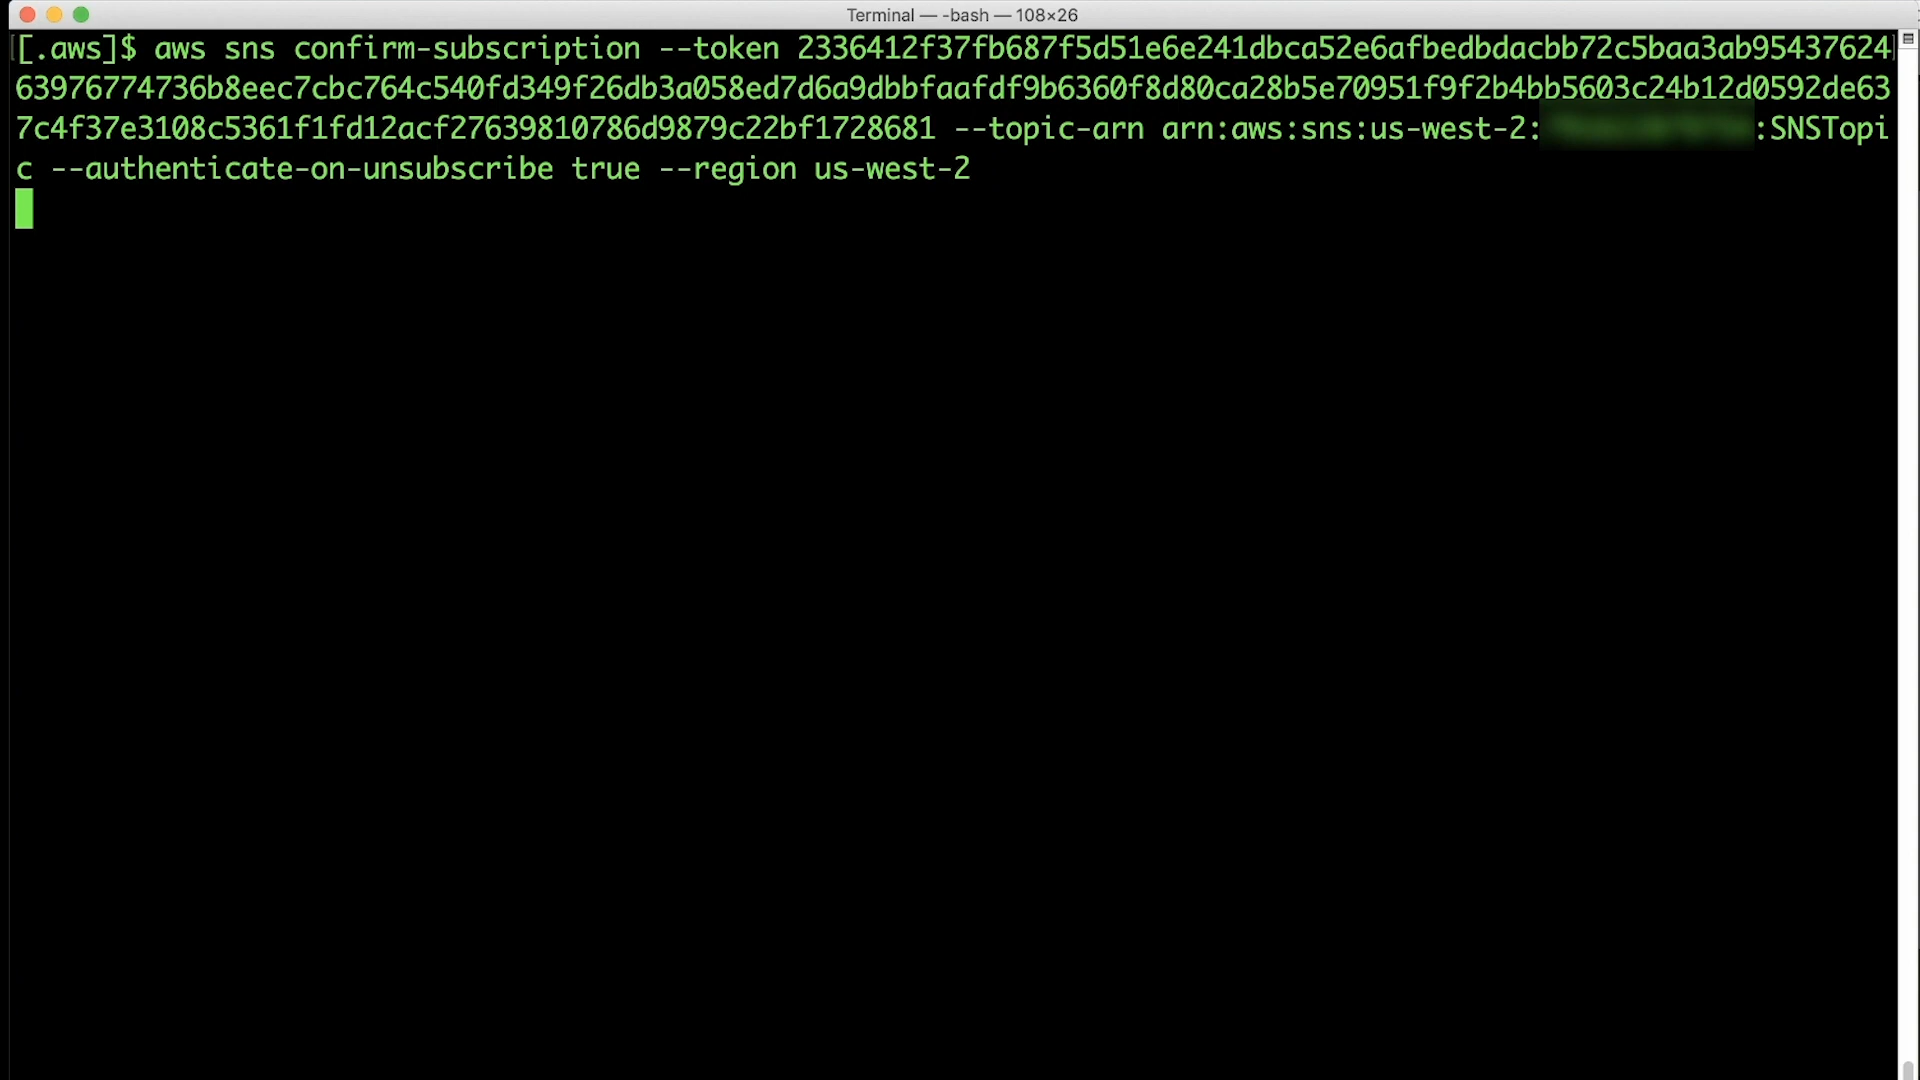 Terminal — -bash — 108×26
[.aws]$ aws sns confirm-subscription --token 2336412f37fb687f5d51e6e241dbca52e6afbedbdacbb72c5baa3ab95437624
63976774736b8eec7cbc764c540fd349f26db3a058ed7d6a9dbbfaafdf9b6360f8d80ca28b5e70951f9f2b4bb5603c24b12d0592de63
7c4f37e3108c5361f1fd12acf27639810786d9879c22bf1728681 --topic-arn arn:aws:sns:us-west-2: :SNSTopi
c --authenticate-on-unsubscribe true --region us-west-2